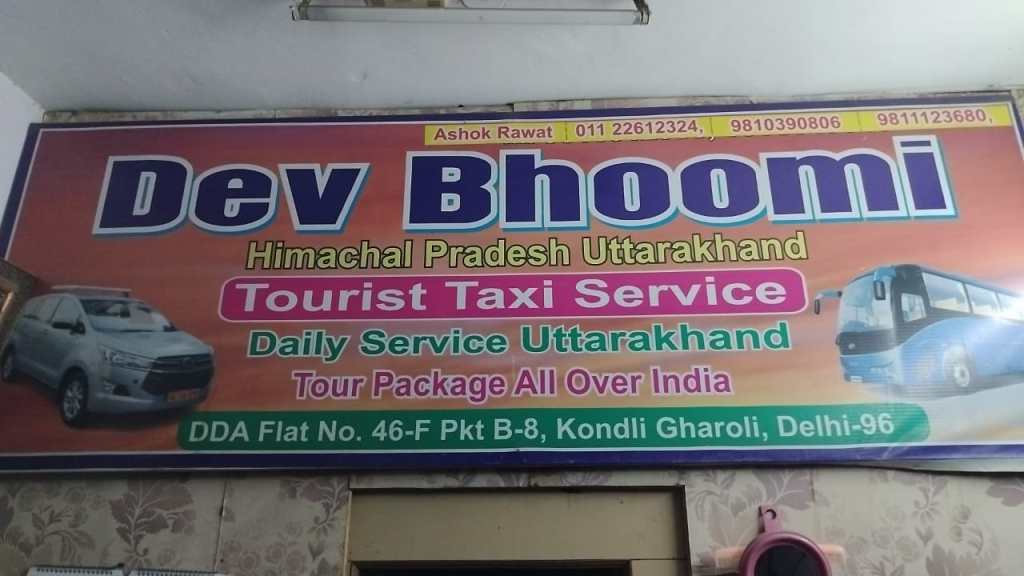 Ashok Rawat 011 22612324, 9810390806 9811123680,
Dev Bhoomi
Himachal Pradesh Uttarakhand
Tourist Taxi Service
Daily Service Uttarakhand
Tour Package All Over India
DDA Flat No. 46-F Pkt B-8, Kondli Gharoli, Delhi-96